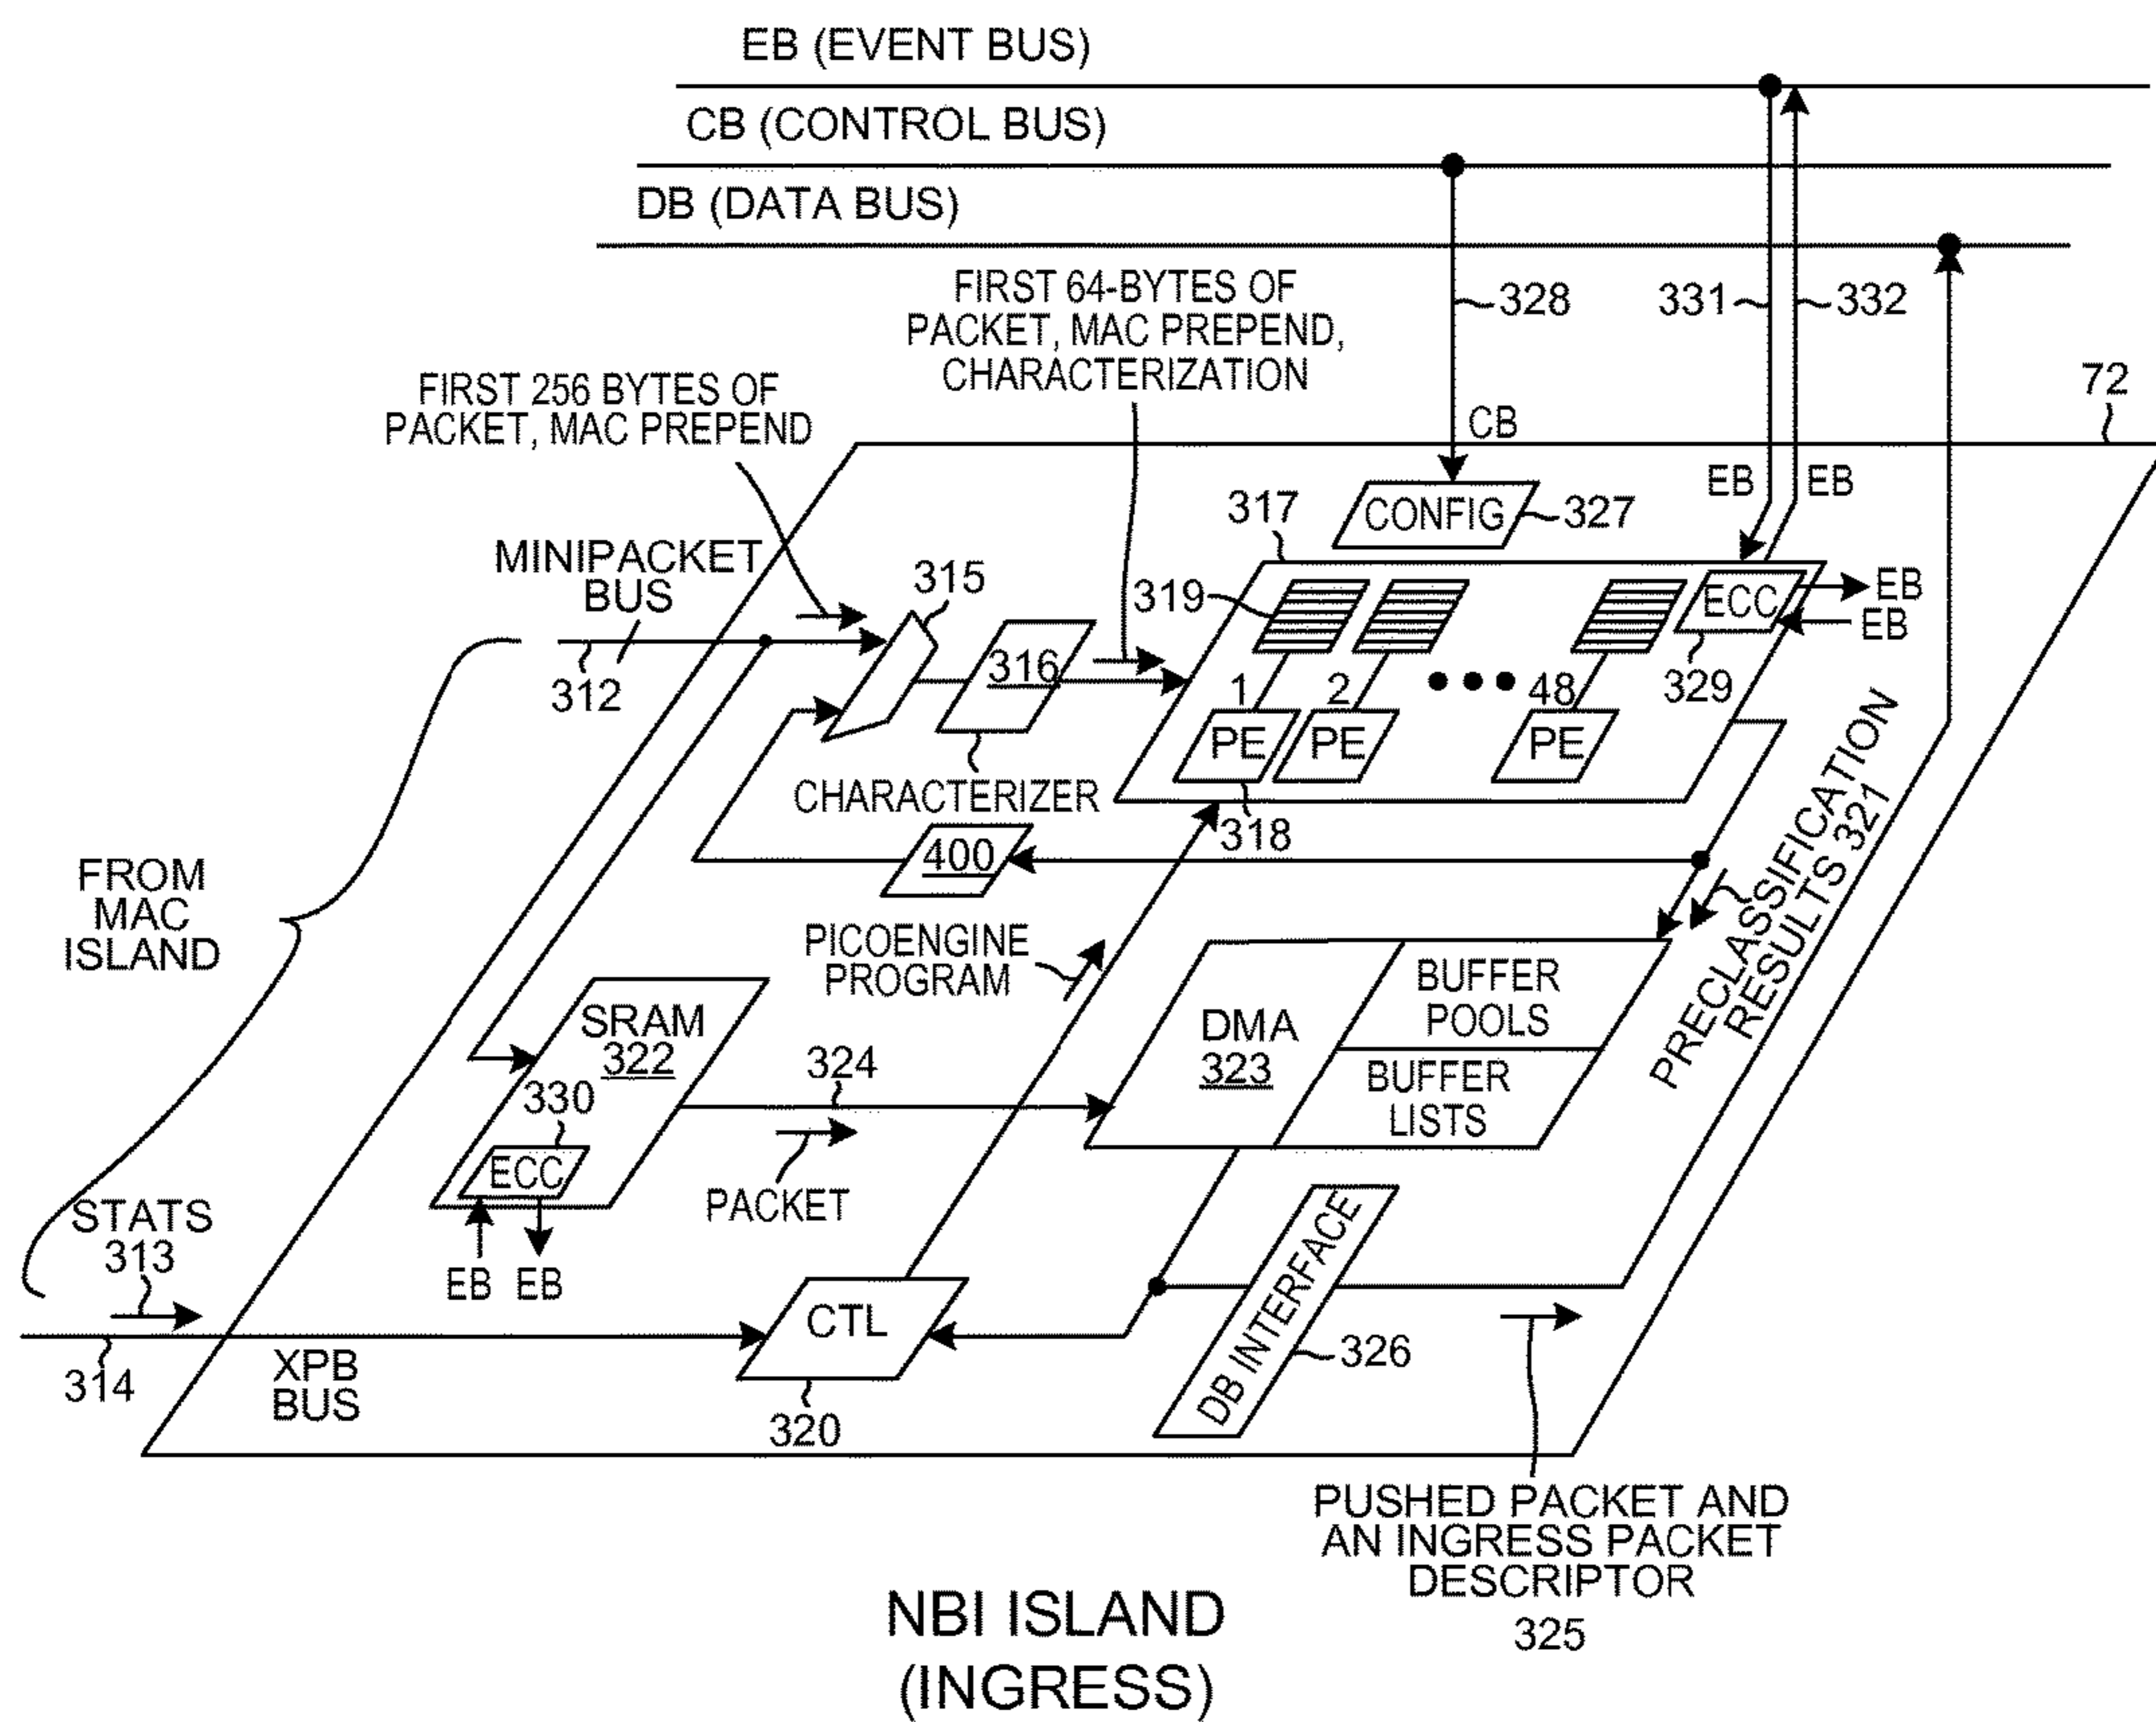 EB (EVENT BUS)
CB (CONTROL BUS)
DB (DATA BUS)
FIRST 64-BYTES OF
PACKET, MAC PREPEND,
CHARACTERIZATION
328
331
332
FIRST 256 BYTES OF
PACKET, MAC PREPEND
72
CB
EB
EB
317
CONFIG
327
MINIPACKET
BUS
315
319
ECC
EB
EB
316
312
1
2
48
329
PE
PE
PE
CHARACTERIZER
318
400
FROM
MAC
ISLAND
PRECLASSIFICATION
RESULTS 321
PICOENGINE
PROGRAM
BUFFER
POOLS
SRAM
322
DMA
323
324
BUFFER
LISTS
330
ECC
PACKET
STATS
313
EB
EB
CTL
DB INTERFACE
326
314
XPB
BUS
320
PUSHED PACKET AND
AN INGRESS PACKET
DESCRIPTOR
325
NBI ISLAND
(INGRESS)